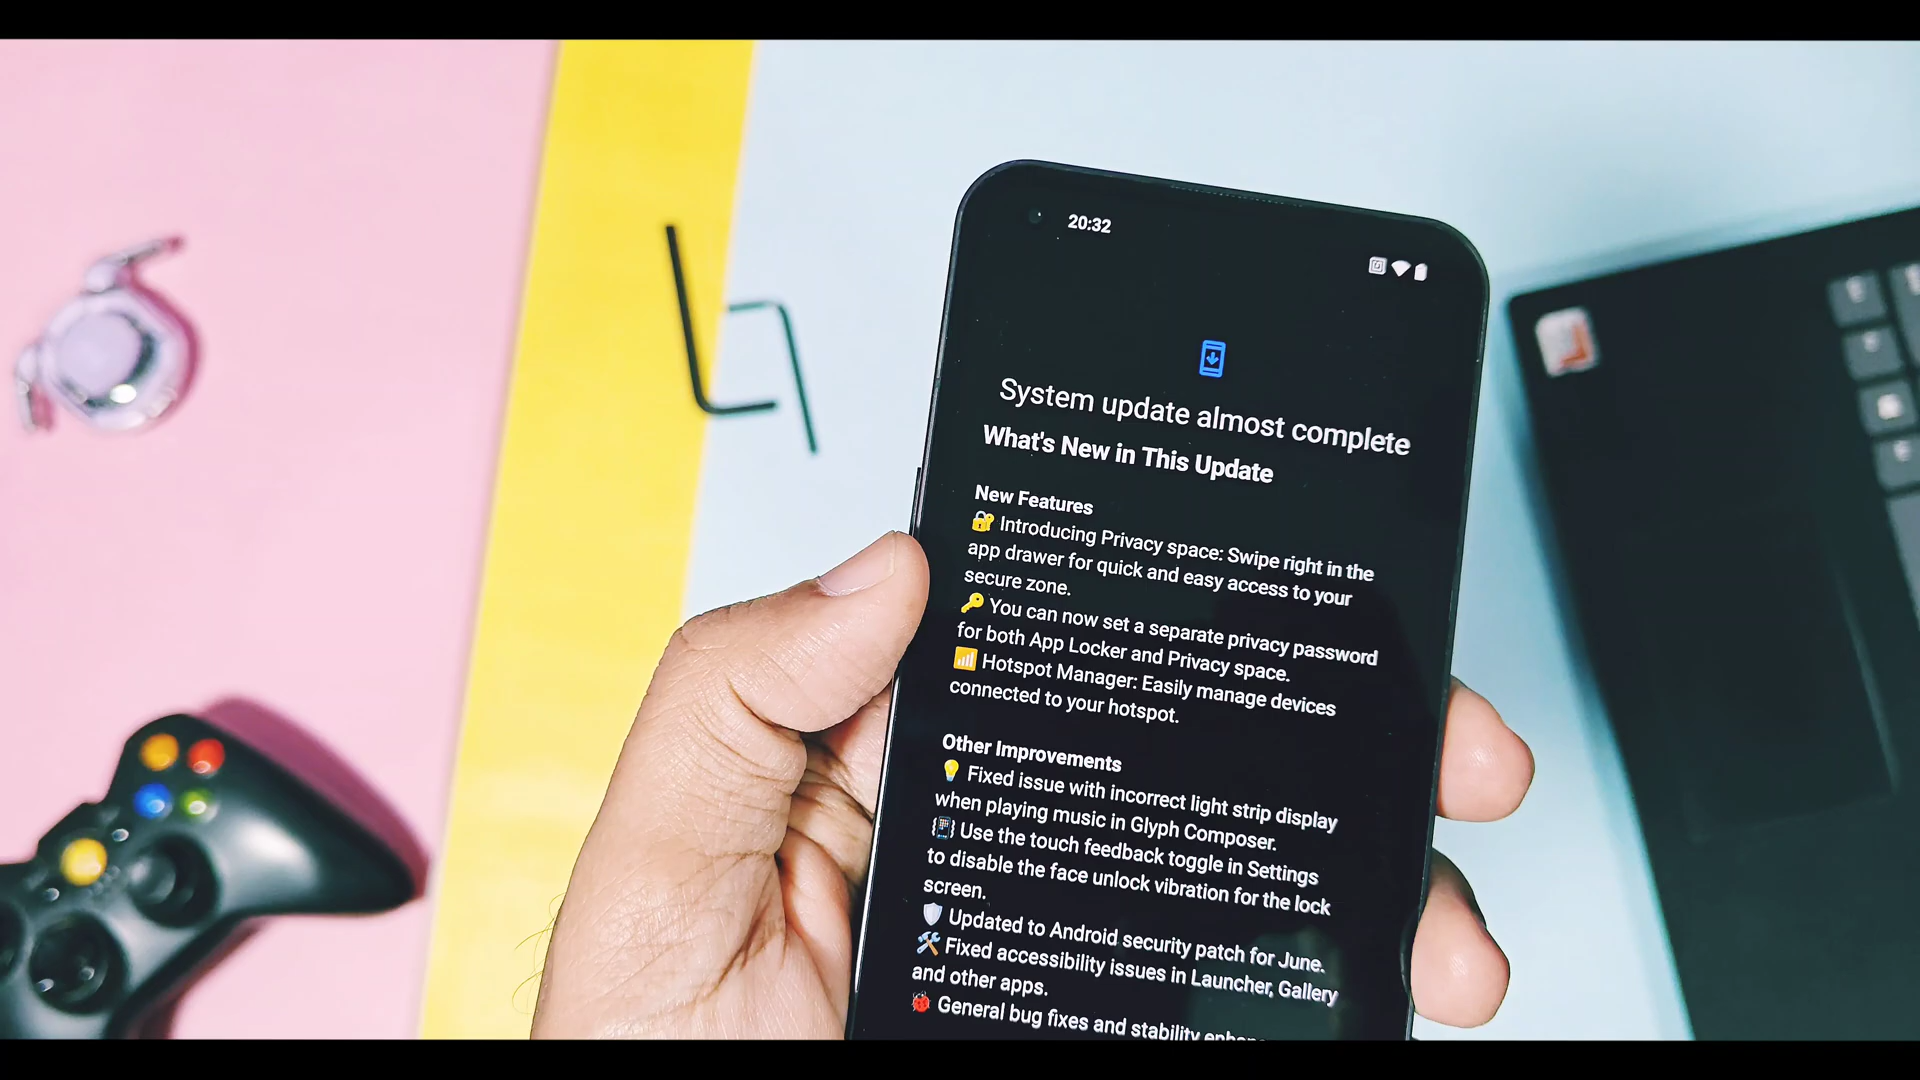 20:32
System update almost complete
What's New in This Update
New Features
🔐 Introducing Privacy space: Swipe right in the
app drawer for quick and easy access to your
secure zone.
🔑 You can now set a separate privacy password
for both App Locker and Privacy space.
📶 Hotspot Manager: Easily manage devices
connected to your hotspot.
Other Improvements
💡 Fixed issue with incorrect light strip display
when playing music in Glyph Composer.
📳 Use the touch feedback toggle in Settings
to disable the face unlock vibration for the lock
screen.
🛡️ Updated to Android security patch for June.
🛠️ Fixed accessibility issues in Launcher, Gallery
and other apps.
🐞 General bug fixes and stability